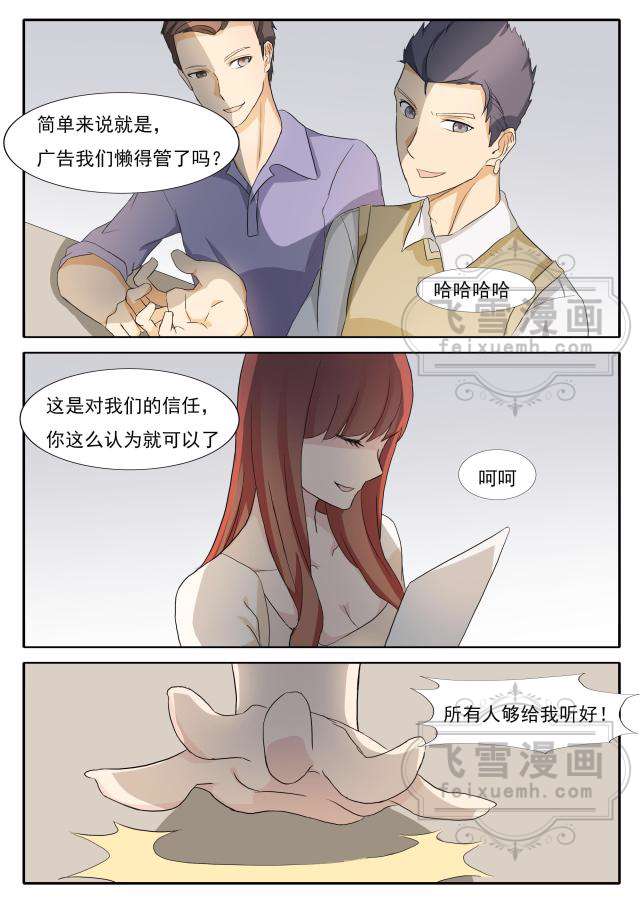 简单来说就是，
广告我们懒得管了吗？
哈哈哈哈
飞雪漫画
feixuemh.com
这是对我们的信任，
你这么认为就可以了
呵呵
所有人够给我听好！
飞雪漫画
feixuemh.com